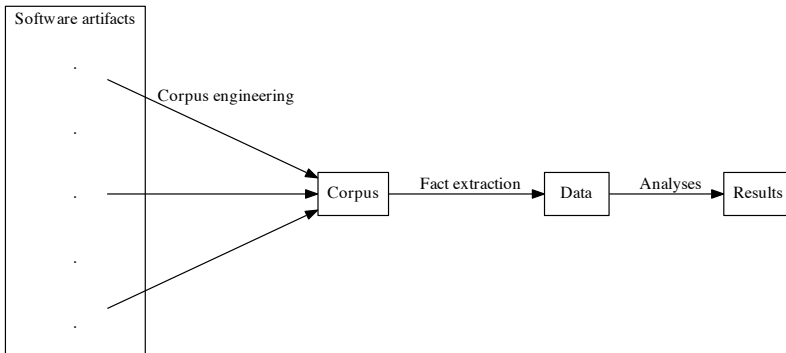 Software artifacts
.
Corpus engineering
.
.
Corpus
Fact extraction
Data
Analyses
Results
.
.